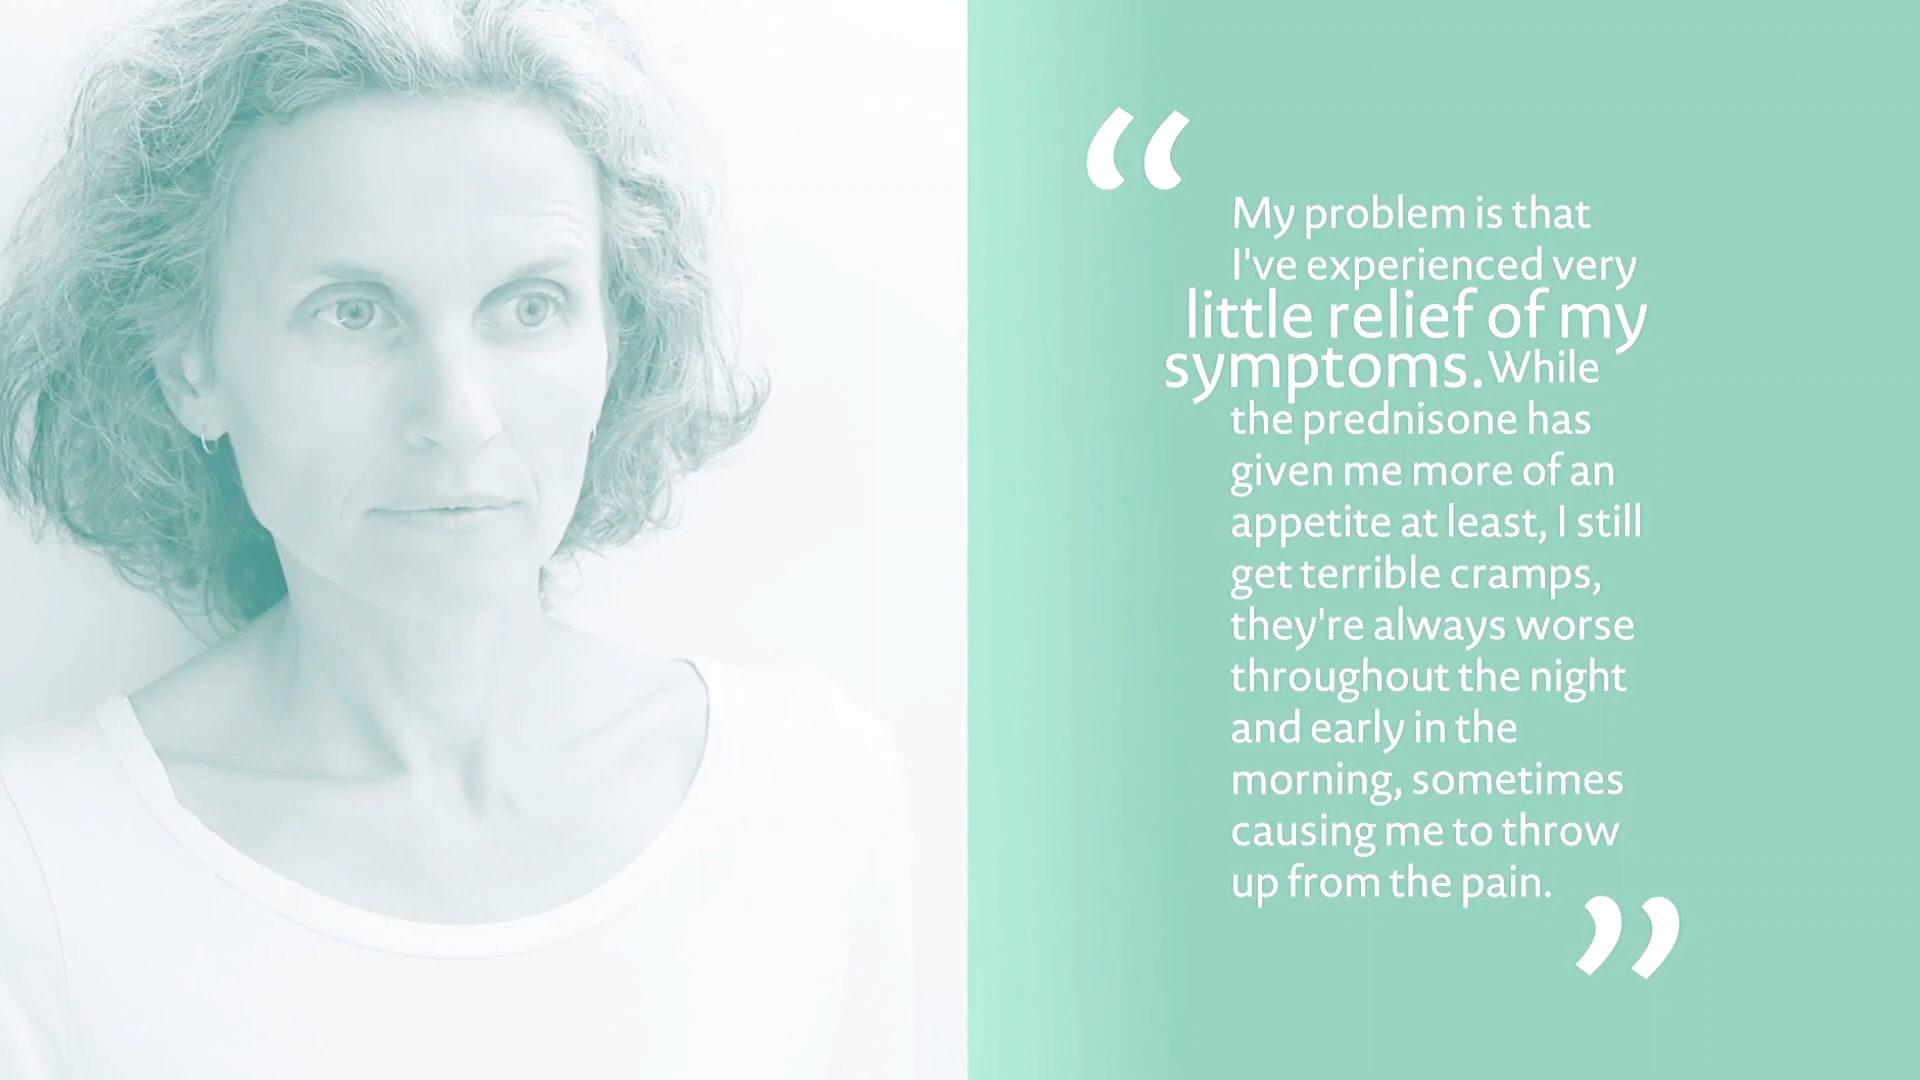 “
My problem is that
I've experienced very
little relief of my
symptoms. While
the prednisone has
given me more of an
appetite at least, I still
get terrible cramps,
they're always worse
throughout the night
and early in the
morning, sometimes
causing me to throw
up from the pain.
”